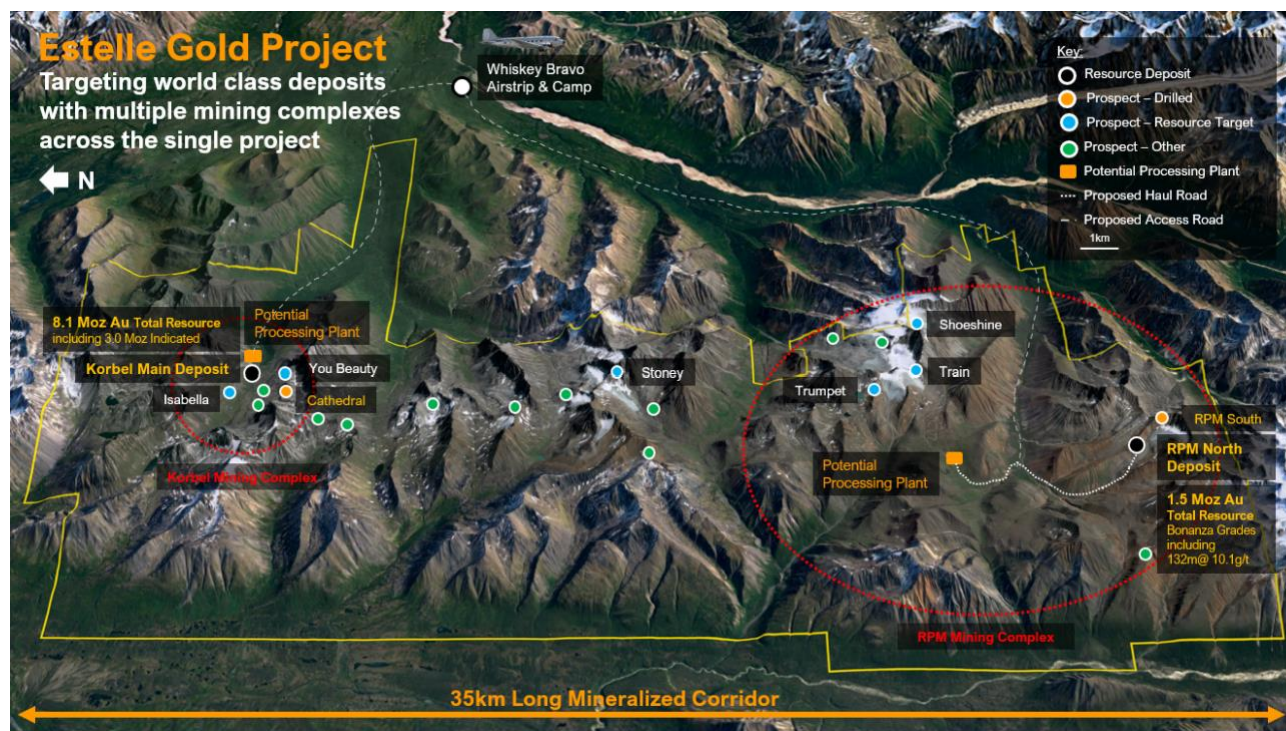 Estelle Gold Project
Targeting world class deposits
with multiple mining complexes
across the single project
N
Whiskey Bravo
Airstrip & Camp
Key:
Resource Deposit
Prospect – Drilled
Prospect – Resource Target
Prospect – Other
Potential Processing Plant
Proposed Haul Road
Proposed Access Road
1km
8.1 Moz Au Total Resource
including 3.0 Moz Indicated
Potential
Processing Plant
Korbel Main Deposit
You Beauty
Isabella
Cathedral
Korbel Mining Complex
Stoney
Shoeshine
Train
Trumpet
Potential
Processing Plant
RPM South
RPM North
Deposit
1.5 Moz Au
Total Resource
Bonanza Grades
including
132m@ 10.1g/t
RPM Mining Complex
35km Long Mineralized Corridor